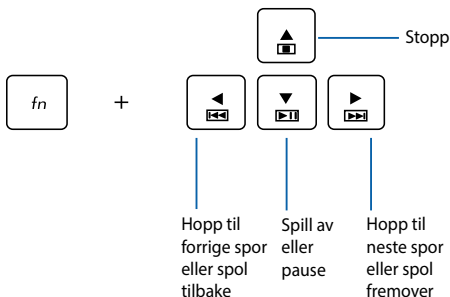 Stopp
fn +
Hopp til
forrige spor
eller spol
tilbake
Spill av
eller
pause
Hopp til
neste spor
eller spol
fremover